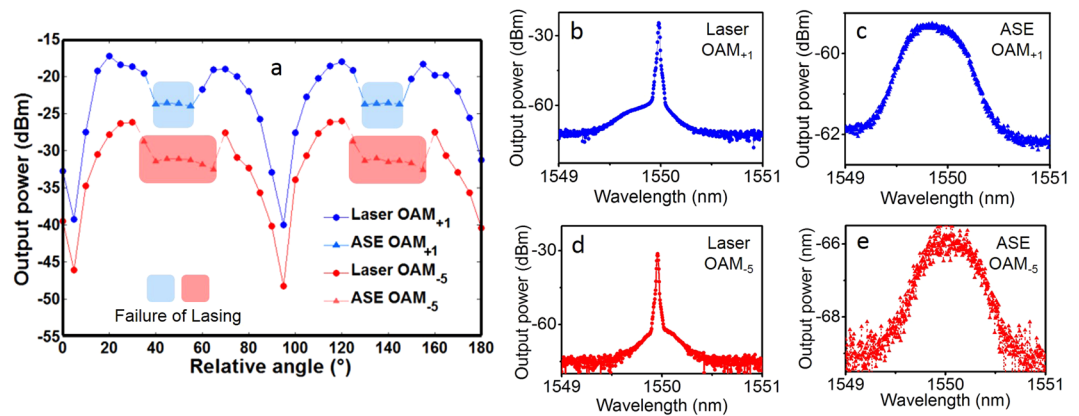 a
Output power (dBm)
-15
-20
-25
-30
-35
-40
-45
-50
-55
0
20
40
60
80
100
120
140
160
180
Relative angle (°)
Laser OAM+1
ASE OAM+1
Laser OAM-5
ASE OAM-5
Failure of Lasing
b
Laser
OAM+1
Output power (dBm)
-30
-60
1549
1550
1551
Wavelength (nm)
c
ASE
OAM+1
Output power (dBm)
-60
-62
1549
1550
1551
Wavelength (nm)
d
Laser
OAM-5
Output power (dBm)
-30
-60
1549
1550
1551
Wavelength (nm)
e
ASE
OAM-5
Output power (nm)
-66
-68
1549
1550
1551
Wavelength (nm)